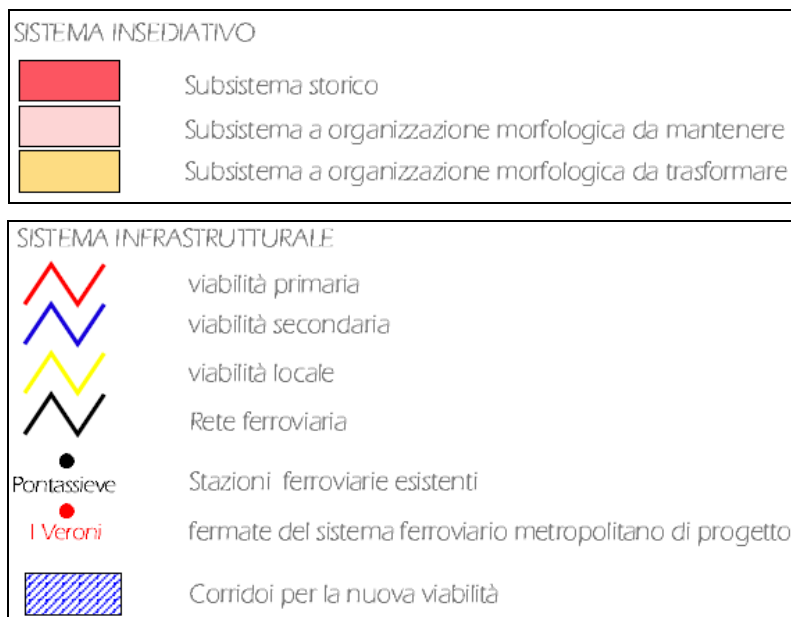 SISTEMA INSEDIATIVO
Subsistema storico
Subsistema a organizzazione morfologica da mantenere
Subsistema a organizzazione morfologica da trasformare
SISTEMA INFRASTRUTTURALE
viabilità primaria
viabilità secondaria
viabilità locale
Rete ferroviaria
Pontassieve Stazioni ferroviarie esistenti
I Veroni fermate del sistema ferroviario metropolitano di progetto
Corridoi per la nuova viabilità